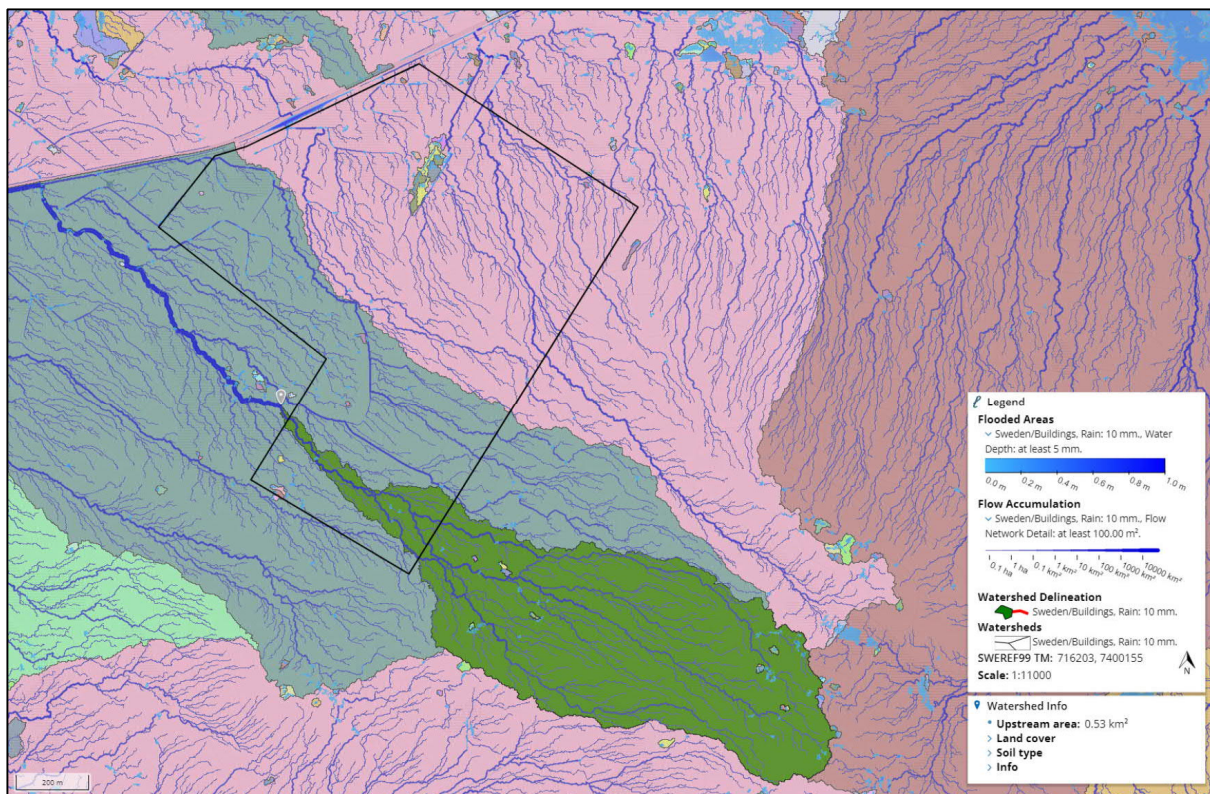 Legend
Flooded Areas
Sweden/Buildings, Rain: 10 mm., Water
Depth: at least 5 mm.
0.0 m 0.2 m 0.4 m 0.6 m 0.8 m 1.0 m
Flow Accumulation
Sweden/Buildings, Rain: 10 mm., Flow
Network Detail: at least 100.00 m².
0.1 ha 1 ha 0.1 km² 1 km² 10 km² 100 km² 1000 km² 10000 km²
Watershed Delineation
Sweden/Buildings, Rain: 10 mm.
Watersheds
Sweden/Buildings, Rain: 10 mm.
SWEREF99 TM: 716203, 7400155
Scale: 1:11000
N
Watershed Info
Upstream area: 0.53 km²
Land cover
Soil type
Info
200 m